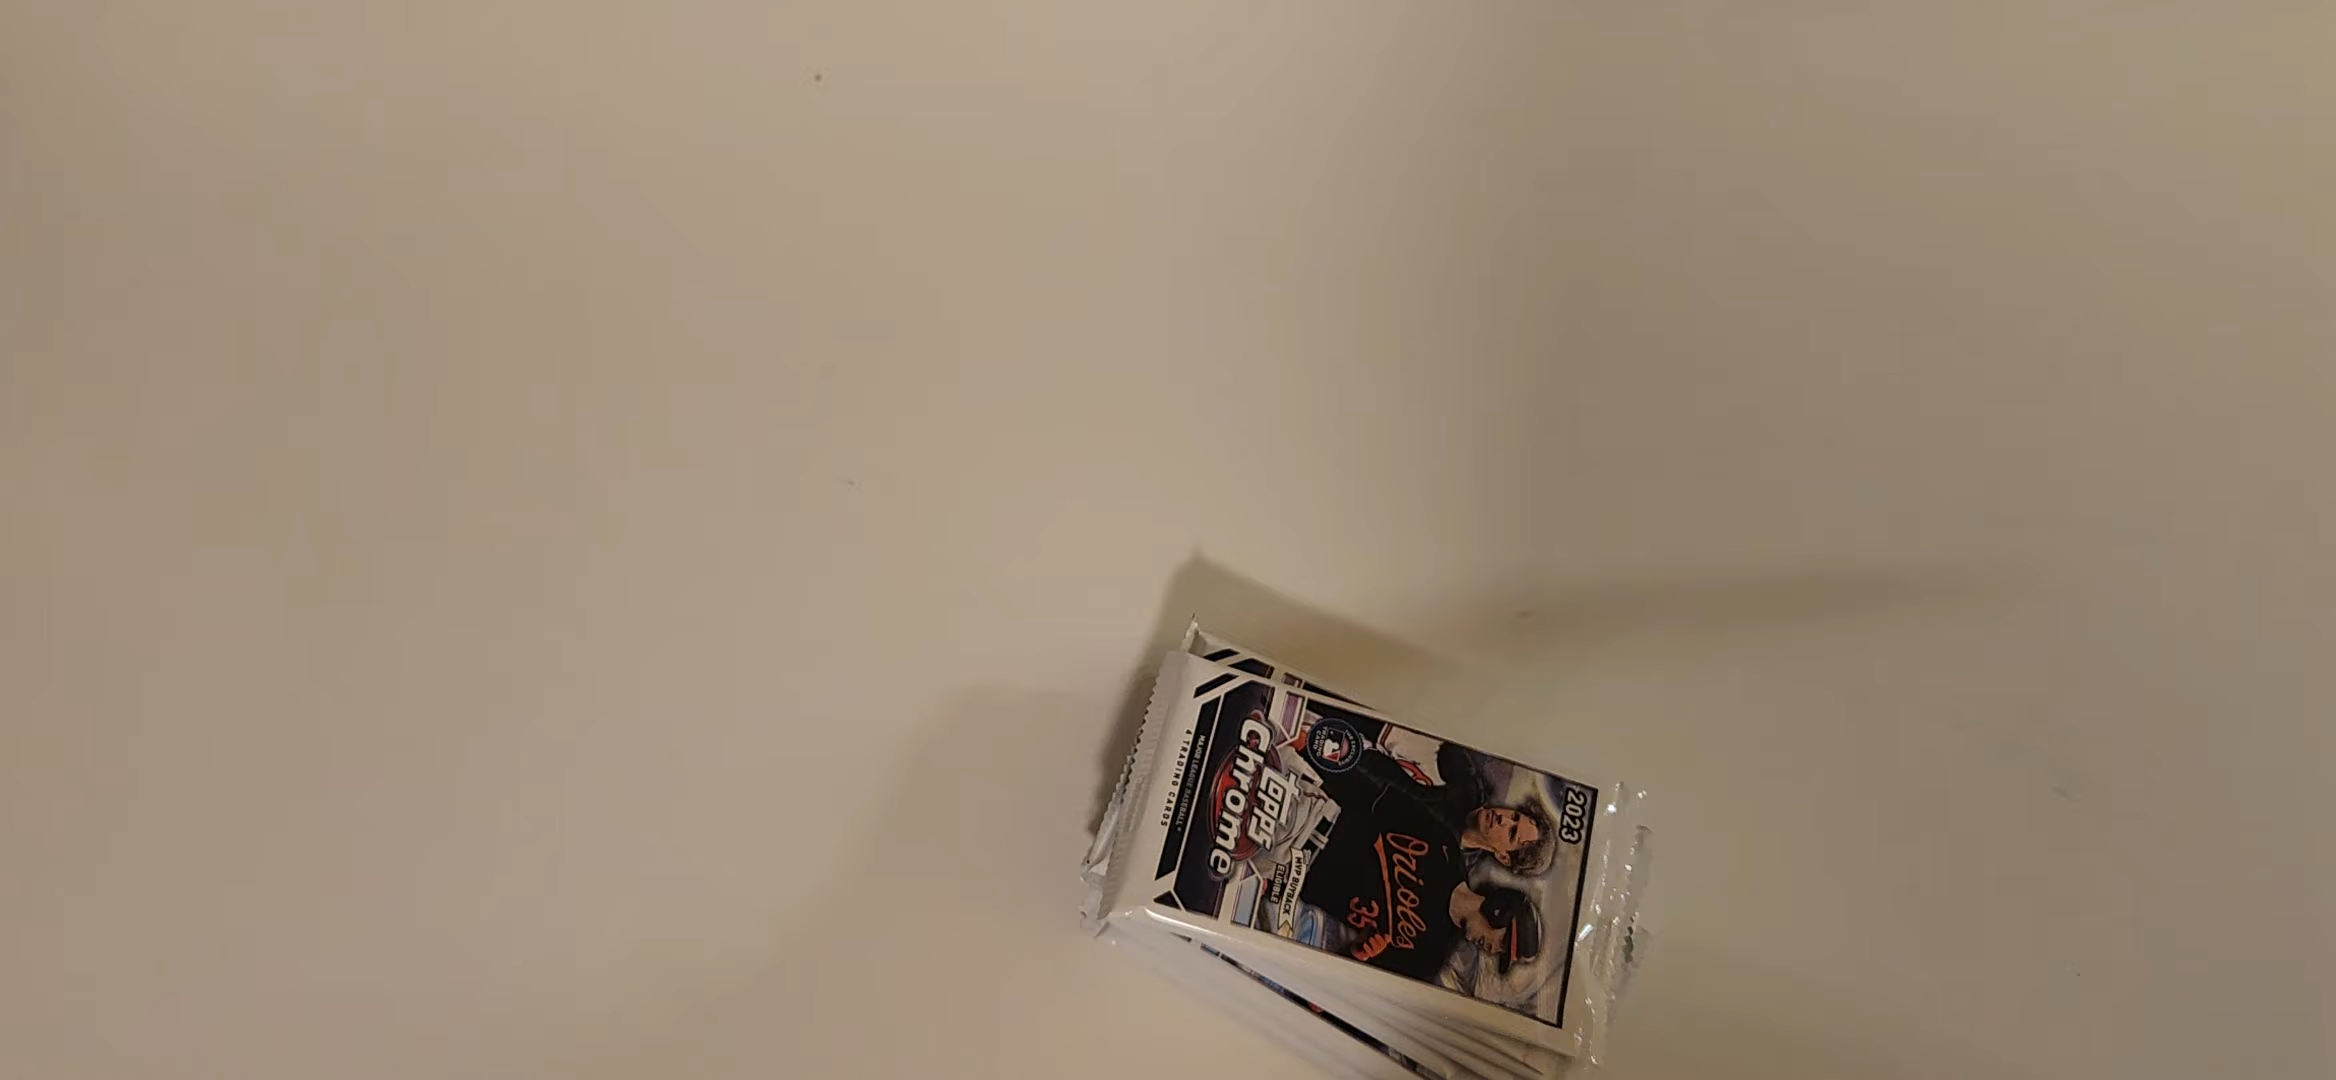 2023
Orioles
35
MVP BUYBACK
ELIGIBLE
Topps
Chrome
MAJOR LEAGUE BASEBALL®
4 TRADING CARDS